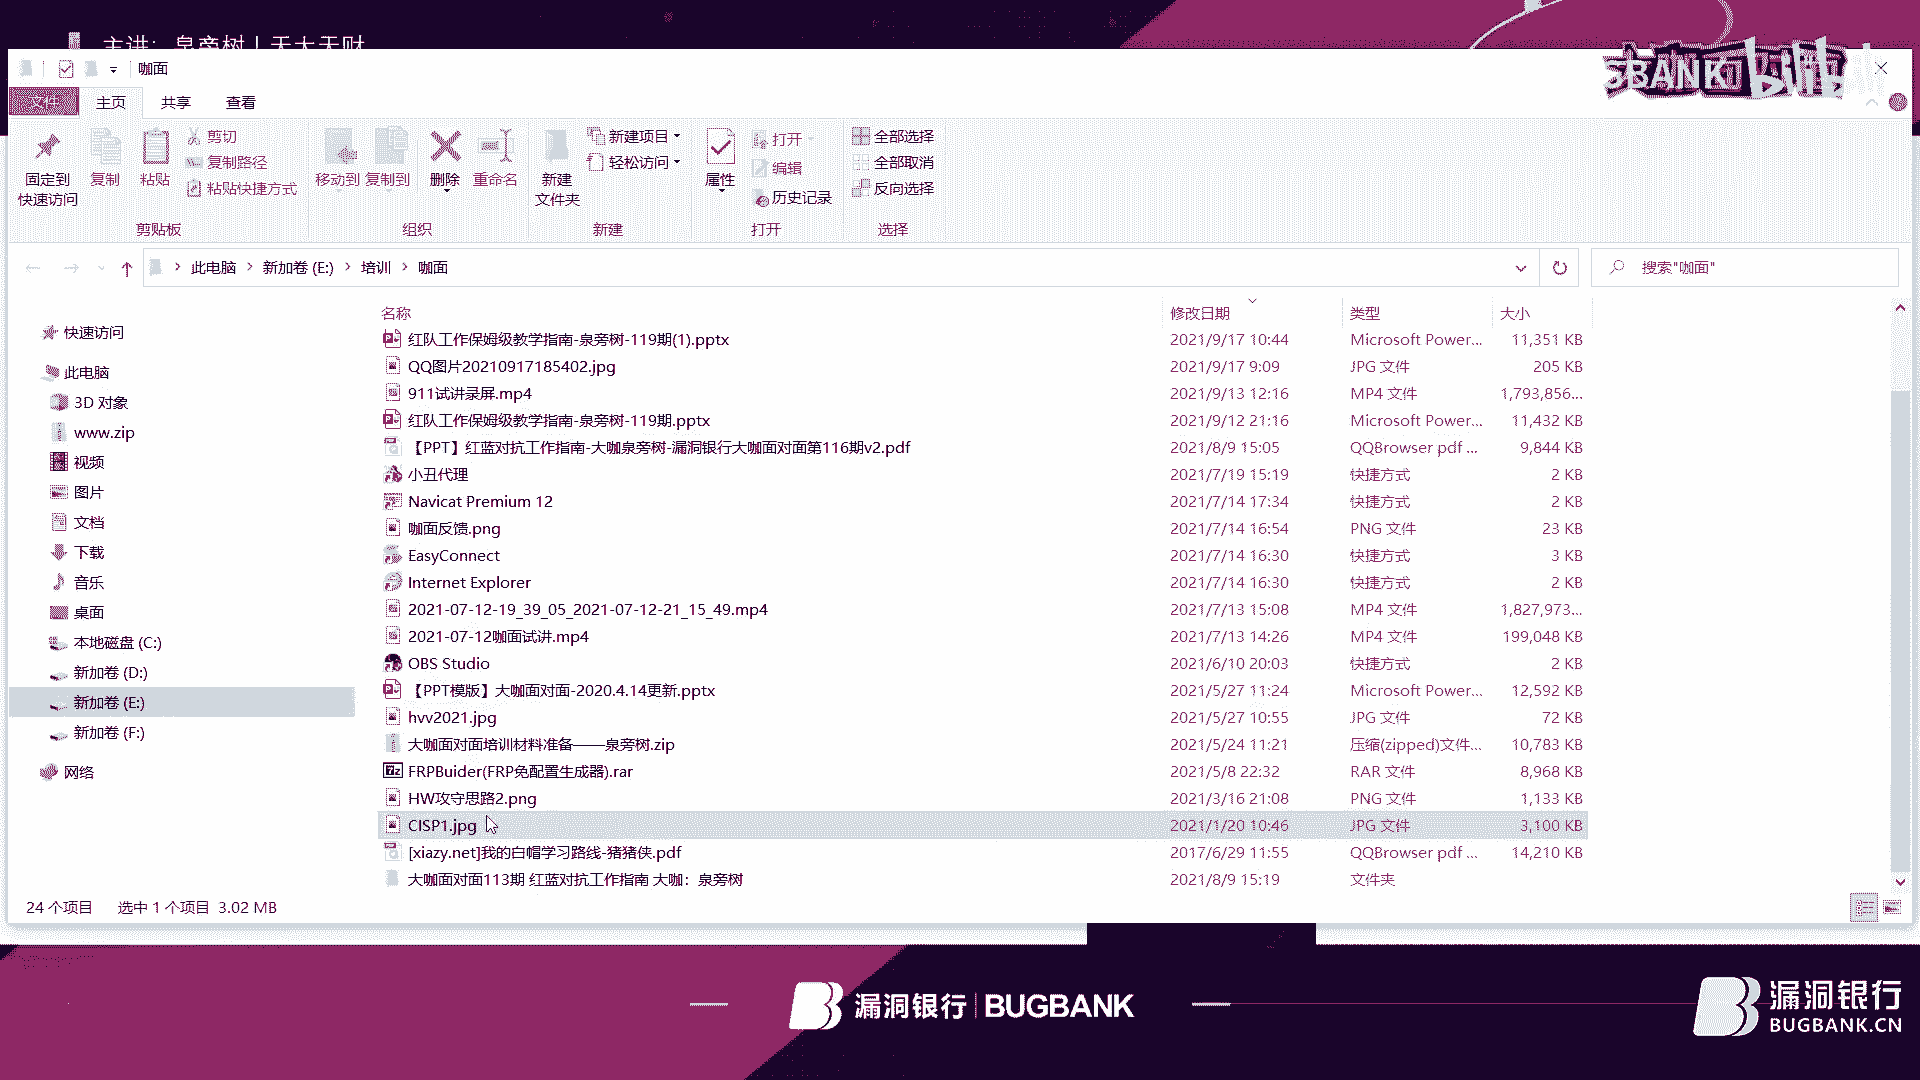 主讲：泉旁树丨天大天财
咖面
文件 主页 共享 查看
固定到快速访问
复制
粘贴
剪切
复制路径
粘贴快捷方式
剪贴板
移动到
复制到
删除
重命名
组织
新建文件夹
新建项目
轻松访问
新建
属性
打开
编辑
历史记录
打开
全部选择
全部取消
反向选择
选择
此电脑 新加卷 (E:) 培训 咖面
搜索"咖面"
快速访问
此电脑
3D 对象
www.zip
视频
图片
文档
下载
音乐
桌面
本地磁盘 (C:)
新加卷 (D:)
新加卷 (E:)
新加卷 (F:)
网络
名称 修改日期 类型 大小
红队工作保姆级教学指南-泉旁树-119期(1).pptx 2021/9/17 10:44 Microsoft Power... 11,351 KB
QQ图片20210917185402.jpg 2021/9/17 9:09 JPG 文件 205 KB
911试讲录屏.mp4 2021/9/13 12:16 MP4 文件 1,793,856...
红队工作保姆级教学指南-泉旁树-119期.pptx 2021/9/12 21:16 Microsoft Power... 11,432 KB
【PPT】红蓝对抗工作指南-大咖泉旁树-漏洞银行大咖面对面第116期v2.pdf 2021/8/9 15:05 QQBrowser pdf ... 9,844 KB
小丑代理 2021/7/19 15:19 快捷方式 2 KB
Navicat Premium 12 2021/7/14 17:34 快捷方式 2 KB
咖面反馈.png 2021/7/14 16:54 PNG 文件 23 KB
EasyConnect 2021/7/14 16:30 快捷方式 3 KB
Internet Explorer 2021/7/14 16:30 快捷方式 2 KB
2021-07-12-19_39_05_2021-07-12-21_15_49.mp4 2021/7/13 15:08 MP4 文件 1,827,973...
2021-07-12咖面试讲.mp4 2021/7/13 14:26 MP4 文件 199,048 KB
OBS Studio 2021/6/10 20:03 快捷方式 2 KB
【PPT模版】大咖面对面-2020.4.14更新.pptx 2021/5/27 11:24 Microsoft Power... 12,592 KB
hvv2021.jpg 2021/5/27 10:55 JPG 文件 72 KB
大咖面对面培训材料准备——泉旁树.zip 2021/5/24 11:21 压缩(zipped)文件... 10,783 KB
FRPBuider(FRP免配置生成器).rar 2021/5/8 22:32 RAR 文件 8,968 KB
HW攻守思路2.png 2021/3/16 21:08 PNG 文件 1,133 KB
CISP1.jpg 2021/1/20 10:46 JPG 文件 3,100 KB
[xiazy.net]我的白帽学习路线-猪猪侠.pdf 2017/6/29 11:55 QQBrowser pdf ... 14,210 KB
大咖面对面113期 红蓝对抗工作指南 大咖：泉旁树 2021/8/9 15:19 文件夹
24 个项目 选中 1 个项目 3.02 MB
漏洞银行 BUGBANK
漏洞银行
BUGBANK.CN